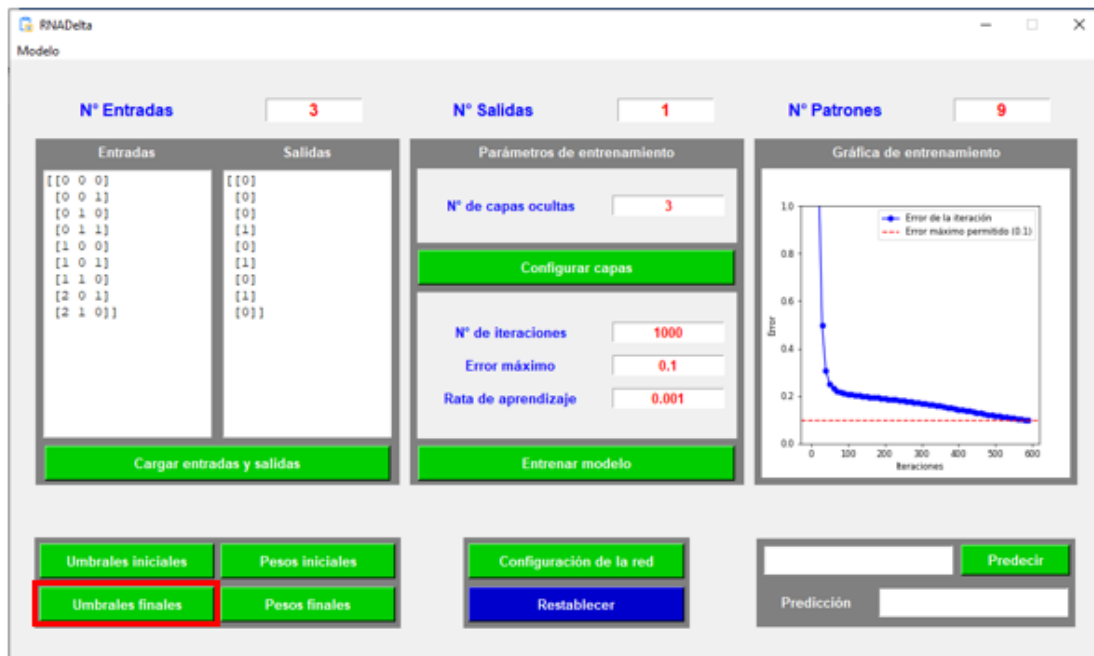 RNADelta
Modelo
N° Entradas 3 N° Salidas 1 N° Patrones 9
Entradas Salidas
[[0 0 0]
[0 0 1]
[0 1 0]
[0 1 1]
[1 0 0]
[1 0 1]
[1 1 0]
[2 0 1]
[2 1 0]]
[[0]
[0]
[0]
[1]
[0]
[1]
[0]
[1]
[0]]
Cargar entradas y salidas
Parámetros de entrenamiento
N° de capas ocultas 3
Configurar capas
N° de iteraciones 1000
Error máximo 0.1
Rata de aprendizaje 0.001
Entrenar modelo
Gráfica de entrenamiento
Error de la iteración
Error máximo permitido (0.1)
1.0
0.8
0.6
0.4
0.2
0.0
Error
0 100 200 300 400 500 600
Iteraciones
Umbrales iniciales Pesos iniciales
Umbrales finales Pesos finales
Configuración de la red
Restablecer
Predecir
Predicción